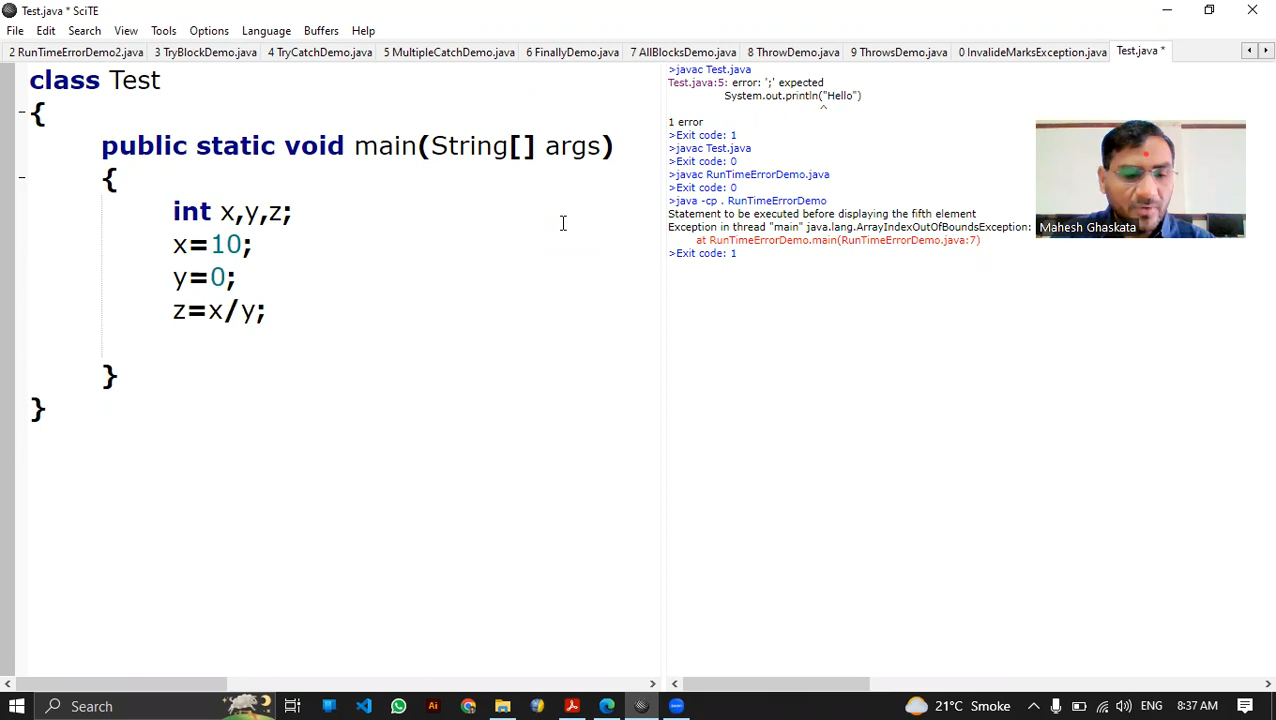 Test.java * SciTE
File Edit Search View Tools Options Language Buffers Help
2 RunTimeErrorDemo2.java 3 TryBlockDemo.java 4 TryCatchDemo.java 5 MultipleCatchDemo.java 6 FinallyDemo.java 7 AllBlocksDemo.java 8 ThrowDemo.java 9 ThrowsDemo.java 0 InvalideMarksException.java Test.java *
class Test
{
public static void main(String[] args)
{
int x,y,z;
x=10;
y=0;
z=x/y;
}
}
>javac Test.java
Test.java:5: error: ';' expected
System.out.println("Hello")
^
1 error
>Exit code: 1
>javac Test.java
>Exit code: 0
>javac RunTimeErrorDemo.java
>Exit code: 0
>java -cp . RunTimeErrorDemo
Statement to be executed before displaying the fifth element
Exception in thread "main" java.lang.ArrayIndexOutOfBoundsException:
at RunTimeErrorDemo.main(RunTimeErrorDemo.java:7)
>Exit code: 1
Mahesh Ghaskata
Search
21°C Smoke
ENG
8:37 AM